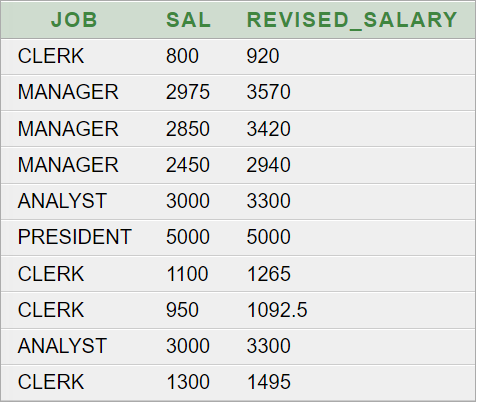 JOB SAL REVISED_SALARY
CLERK 800 920
MANAGER 2975 3570
MANAGER 2850 3420
MANAGER 2450 2940
ANALYST 3000 3300
PRESIDENT 5000 5000
CLERK 1100 1265
CLERK 950 1092.5
ANALYST 3000 3300
CLERK 1300 1495